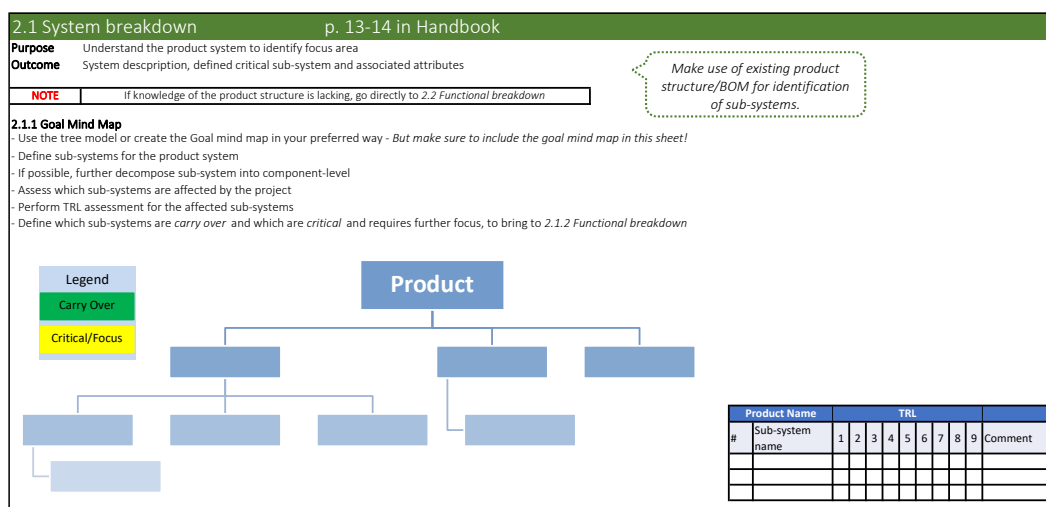 2.1 System breakdown p. 13-14 in Handbook
Purpose Understand the product system to identify focus area
Outcome System descpription, defined critical sub-system and associated attributes
Make use of existing product
structure/BOM for identification
of sub-systems.
NOTE If knowledge of the product structure is lacking, go directly to 2.2 Functional breakdown
2.1.1 Goal Mind Map
- Use the tree model or create the Goal mind map in your preferred way - But make sure to include the goal mind map in this sheet!
- Define sub-systems for the product system
- If possible, further decompose sub-system into component-level
- Assess which sub-systems are affected by the project
- Perform TRL assessment for the affected sub-systems
- Define which sub-systems are carry over and which are critical and requires further focus, to bring to 2.1.2 Functional breakdown
Legend
Carry Over
Critical/Focus
Product
Product Name TRL
# Sub-system
name 1 2 3 4 5 6 7 8 9 Comment